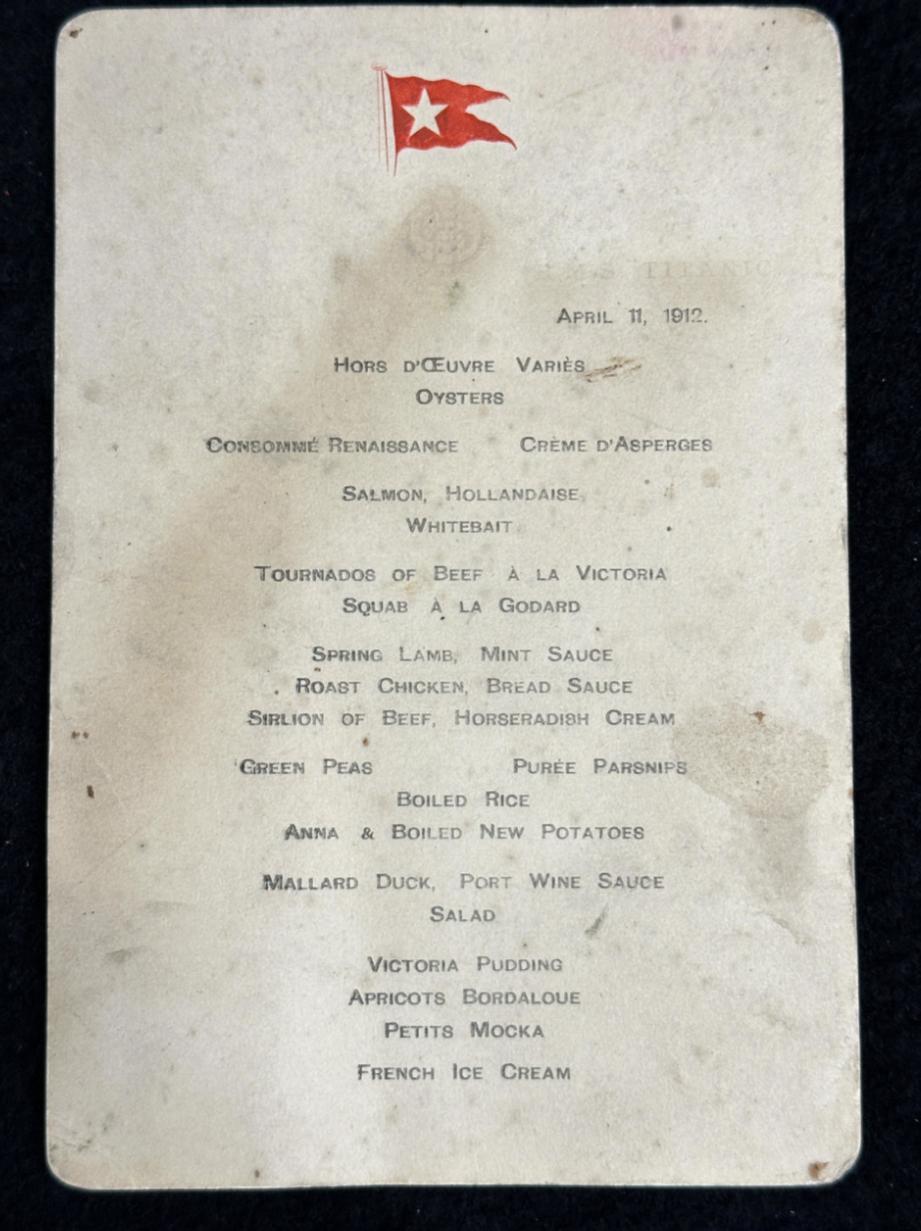 R.M.S. "TITANIC"
APRIL 11, 1912.
HORS D'ŒUVRE VARIÈS
OYSTERS
CONSOMMÉ RENAISSANCE CRÈME D'ASPERGES
SALMON, HOLLANDAISE
WHITEBAIT
TOURNADOS OF BEEF À LA VICTORIA
SQUAB À LA GODARD
SPRING LAMB, MINT SAUCE
ROAST CHICKEN, BREAD SAUCE
SIRLION OF BEEF, HORSERADISH CREAM
GREEN PEAS PURÉE PARSNIPS
BOILED RICE
ANNA & BOILED NEW POTATOES
MALLARD DUCK, PORT WINE SAUCE
SALAD
VICTORIA PUDDING
APRICOTS BORDALOUE
PETITS MOCKA
FRENCH ICE CREAM